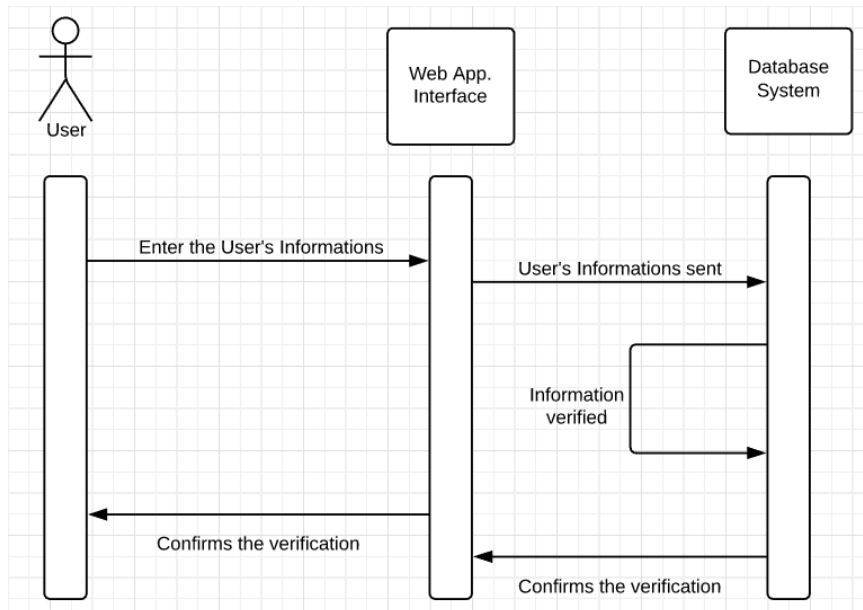 User
Web App.
Interface
Database
System
Enter the User's Informations
User's Informations sent
Information
verified
Confirms the verification
Confirms the verification